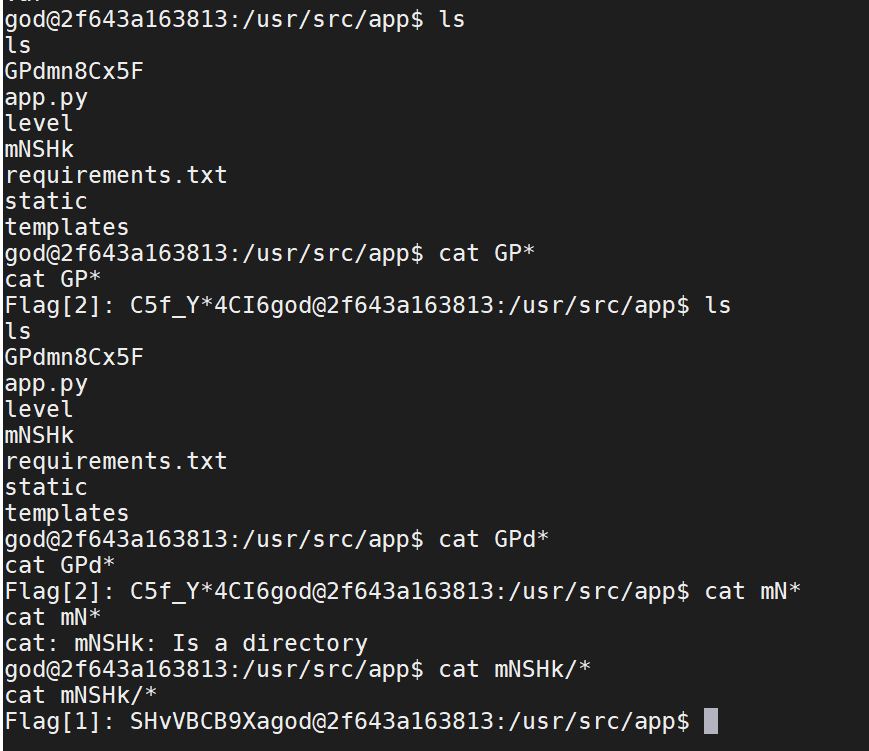 god@2f643a163813:/usr/src/app$ ls
ls
GPdmn8Cx5F
app.py
level
mNSHk
requirements.txt
static
templates
god@2f643a163813:/usr/src/app$ cat GP*
cat GP*
Flag[2]: C5f_Y*4CI6god@2f643a163813:/usr/src/app$ ls
ls
GPdmn8Cx5F
app.py
level
mNSHk
requirements.txt
static
templates
god@2f643a163813:/usr/src/app$ cat GPd*
cat GPd*
Flag[2]: C5f_Y*4CI6god@2f643a163813:/usr/src/app$ cat mN*
cat mN*
cat: mNSHk: Is a directory
god@2f643a163813:/usr/src/app$ cat mNSHk/*
cat mNSHk/*
Flag[1]: SHvVBCB9Xagod@2f643a163813:/usr/src/app$